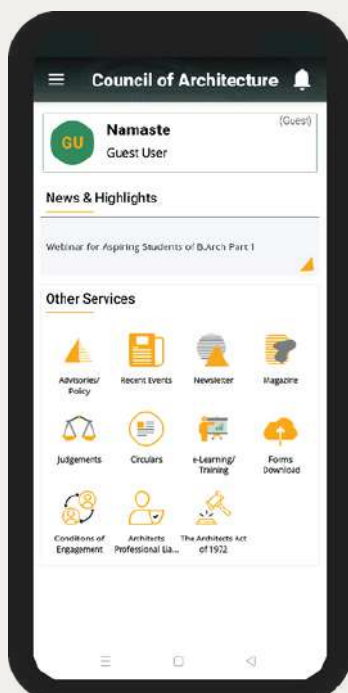 Council of Architecture
GU
Namaste
(Guest)
Guest User
News & Highlights
Webinar for Aspiring Students of B.Arch Part 1
Other Services
Advisories/
Policy
Recent Events
Newsletter
Magazine
Judgements
Circulars
e-Learning/
Training
Forms
Download
Conditions of
Engagement
Architects
Professional Lia...
The Architects Act
of 1972